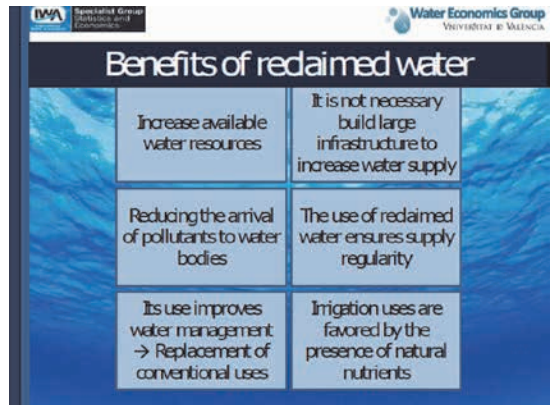 IWA
Specialist Group
Statistics and
Economics
Water Economics Group
VNIVERSITAT D VALENCIA
Benefits of reclaimed water
Increase available
water resources
It is not necessary
build large
infrastructure to
increase water supply
Reducing the arrival
of pollutants to water
bodies
The use of reclaimed
water ensures supply
regularity
Its use improves
water management
→ Replacement of
conventional uses
Irrigation uses are
favored by the
presence of natural
nutrients